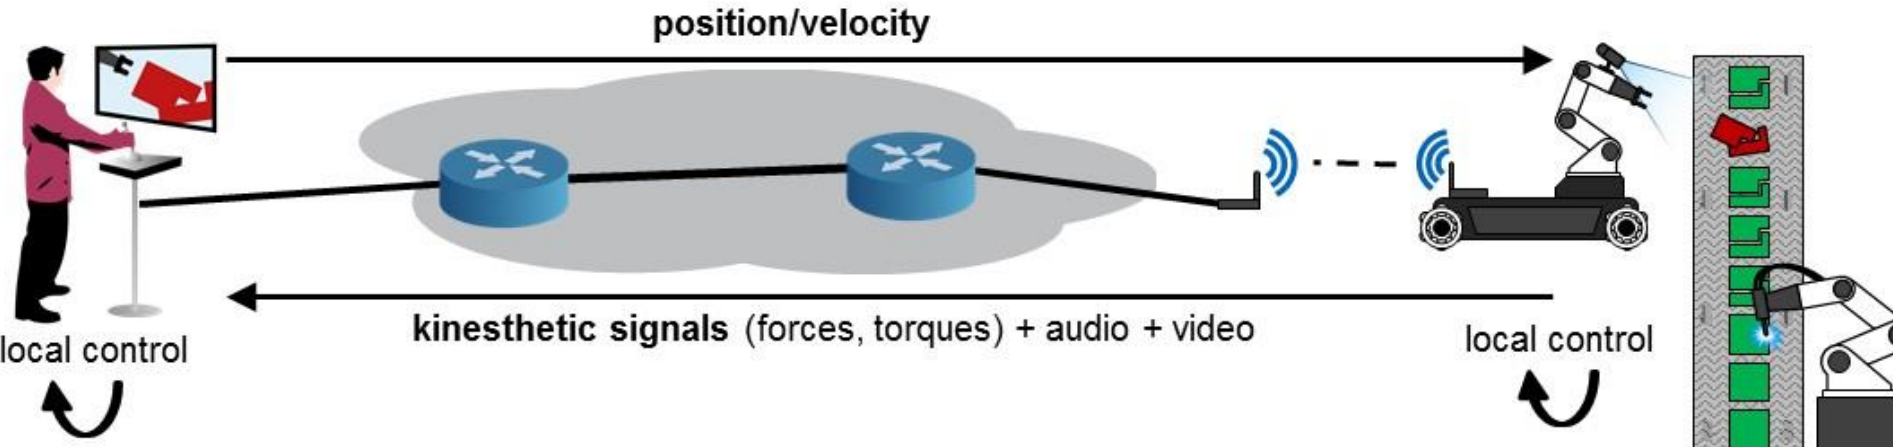 position/velocity
kinesthetic signals (forces, torques) + audio + video
local control
local control